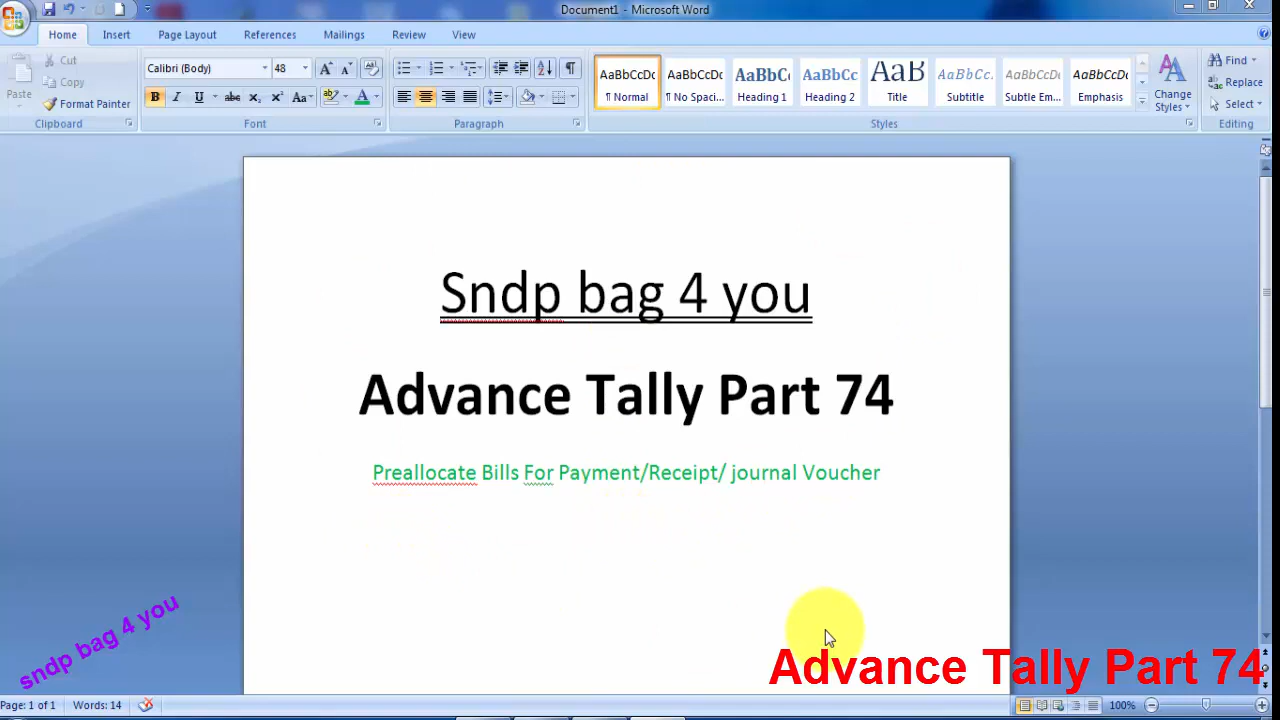 Document1 - Microsoft Word
Home Insert Page Layout References Mailings Review View
Paste Cut Copy Format Painter Clipboard
Calibri (Body) 48 Font
Paragraph
AaBbCcDc ¶ Normal AaBbCcDc ¶ No Spaci... AaBbC Heading 1 AaBbCc Heading 2 AaB Title AaBbCc. Subtitle AaBbCcDc Subtle Em... AaBbCcDc Emphasis Change Styles Styles
Find Replace Select Editing
Sndp bag 4 you
Advance Tally Part 74
Preallocate Bills For Payment/Receipt/ journal Voucher
sndp bag 4 you
Advance Tally Part 74
Page: 1 of 1 Words: 14 100%